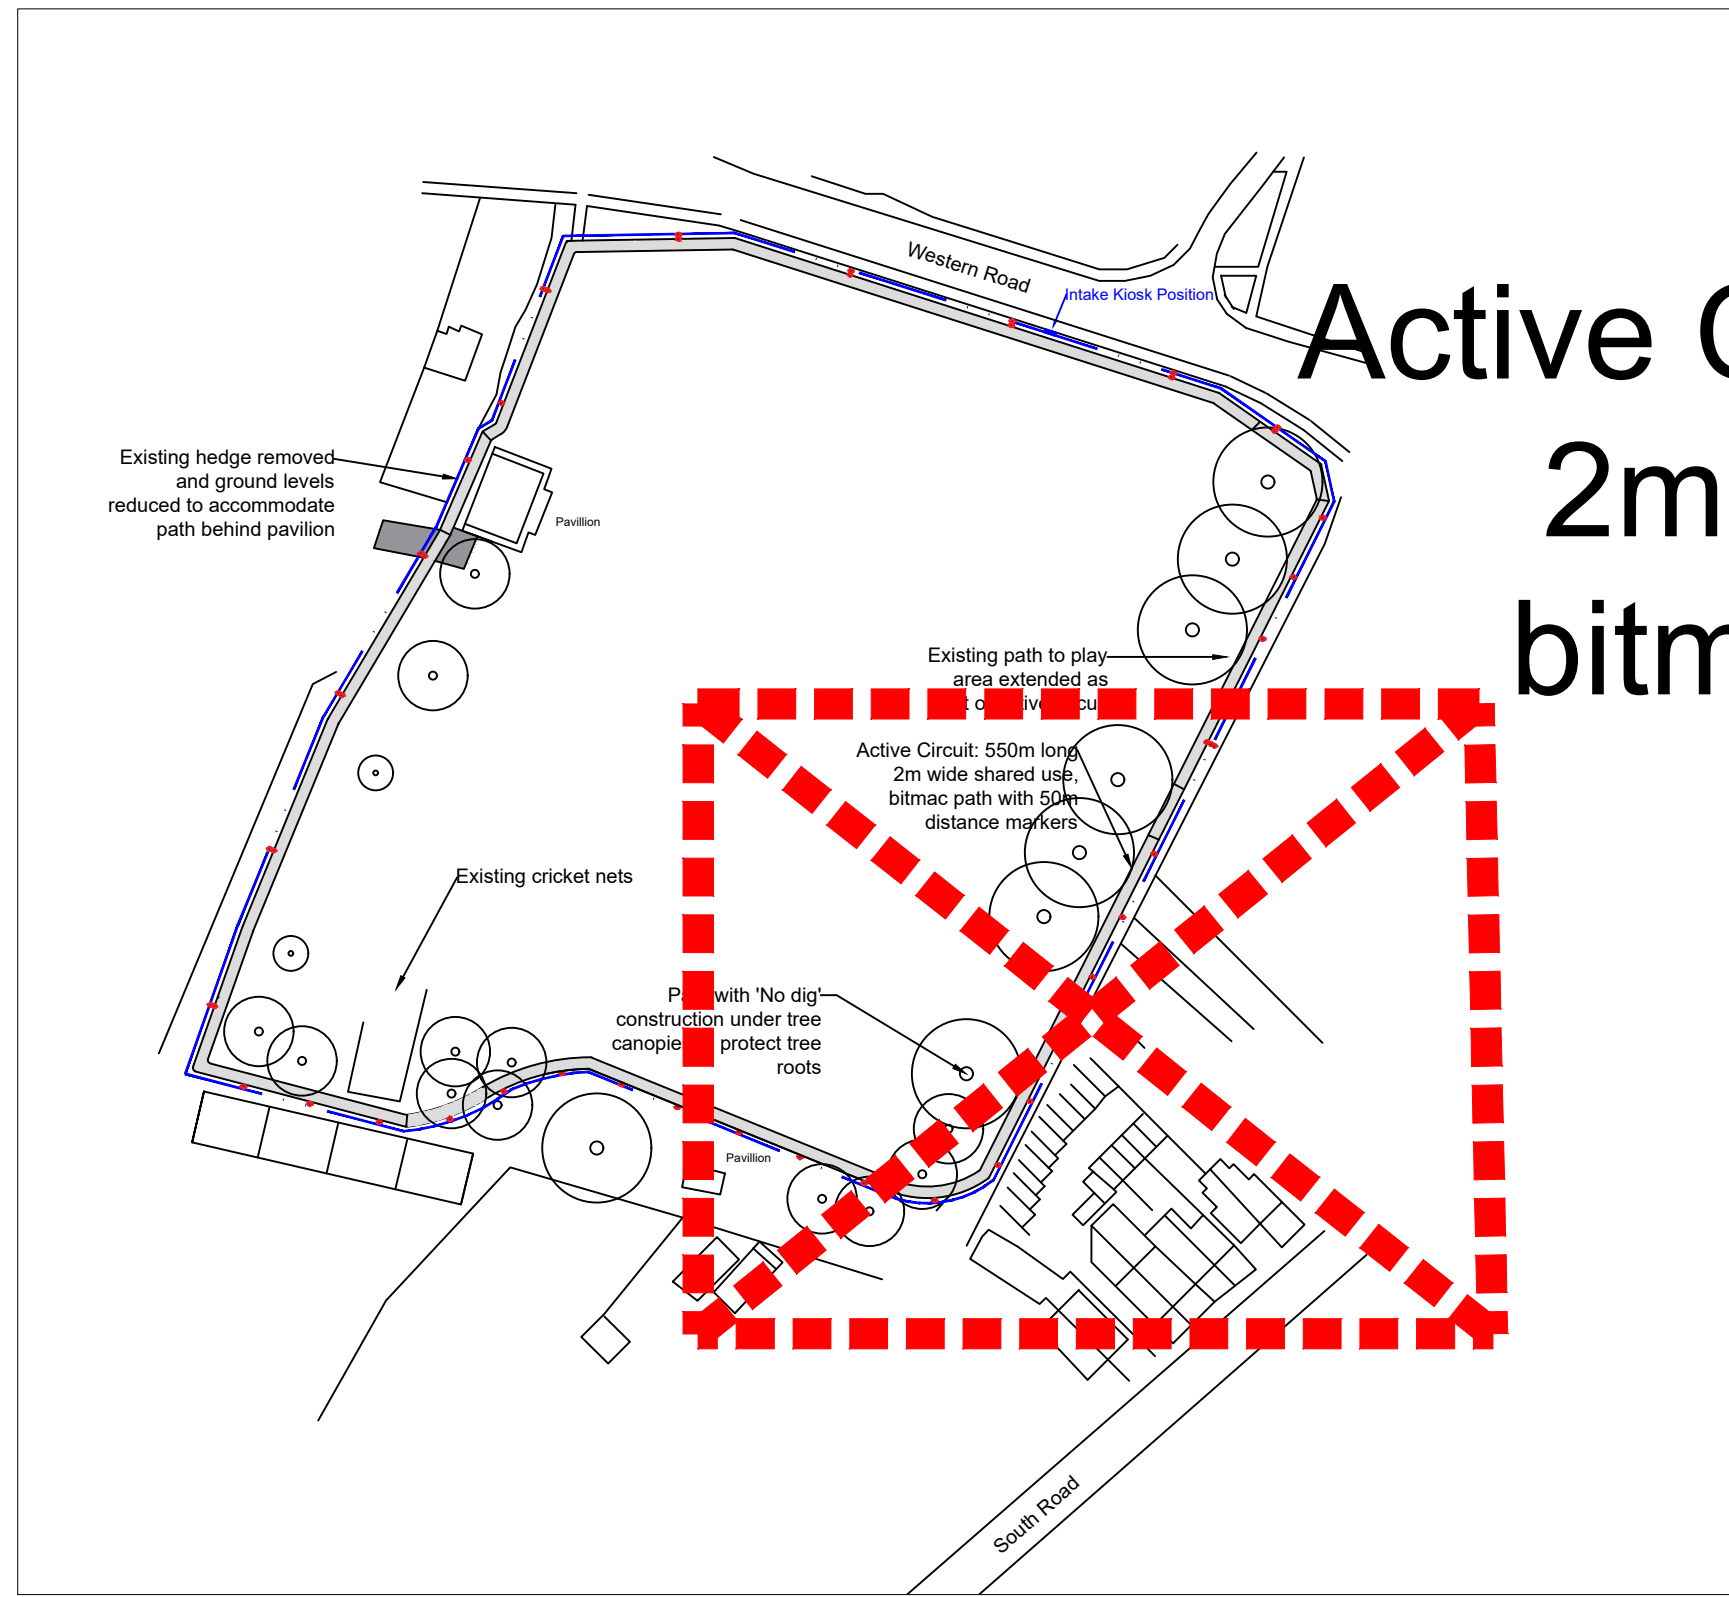 Western Road
Intake Kiosk Position
Active
2m
bitm
Existing hedge removed
and ground levels
reduced to accommodate
path behind pavilion
Pavillion
Existing path to play
area extended as
Active Circuit: 550m long
2m wide shared use,
bitmac path with 50m
distance markers
Existing cricket nets
with 'No dig'
construction under tree
protect tree
roots
Pavillion
South Road